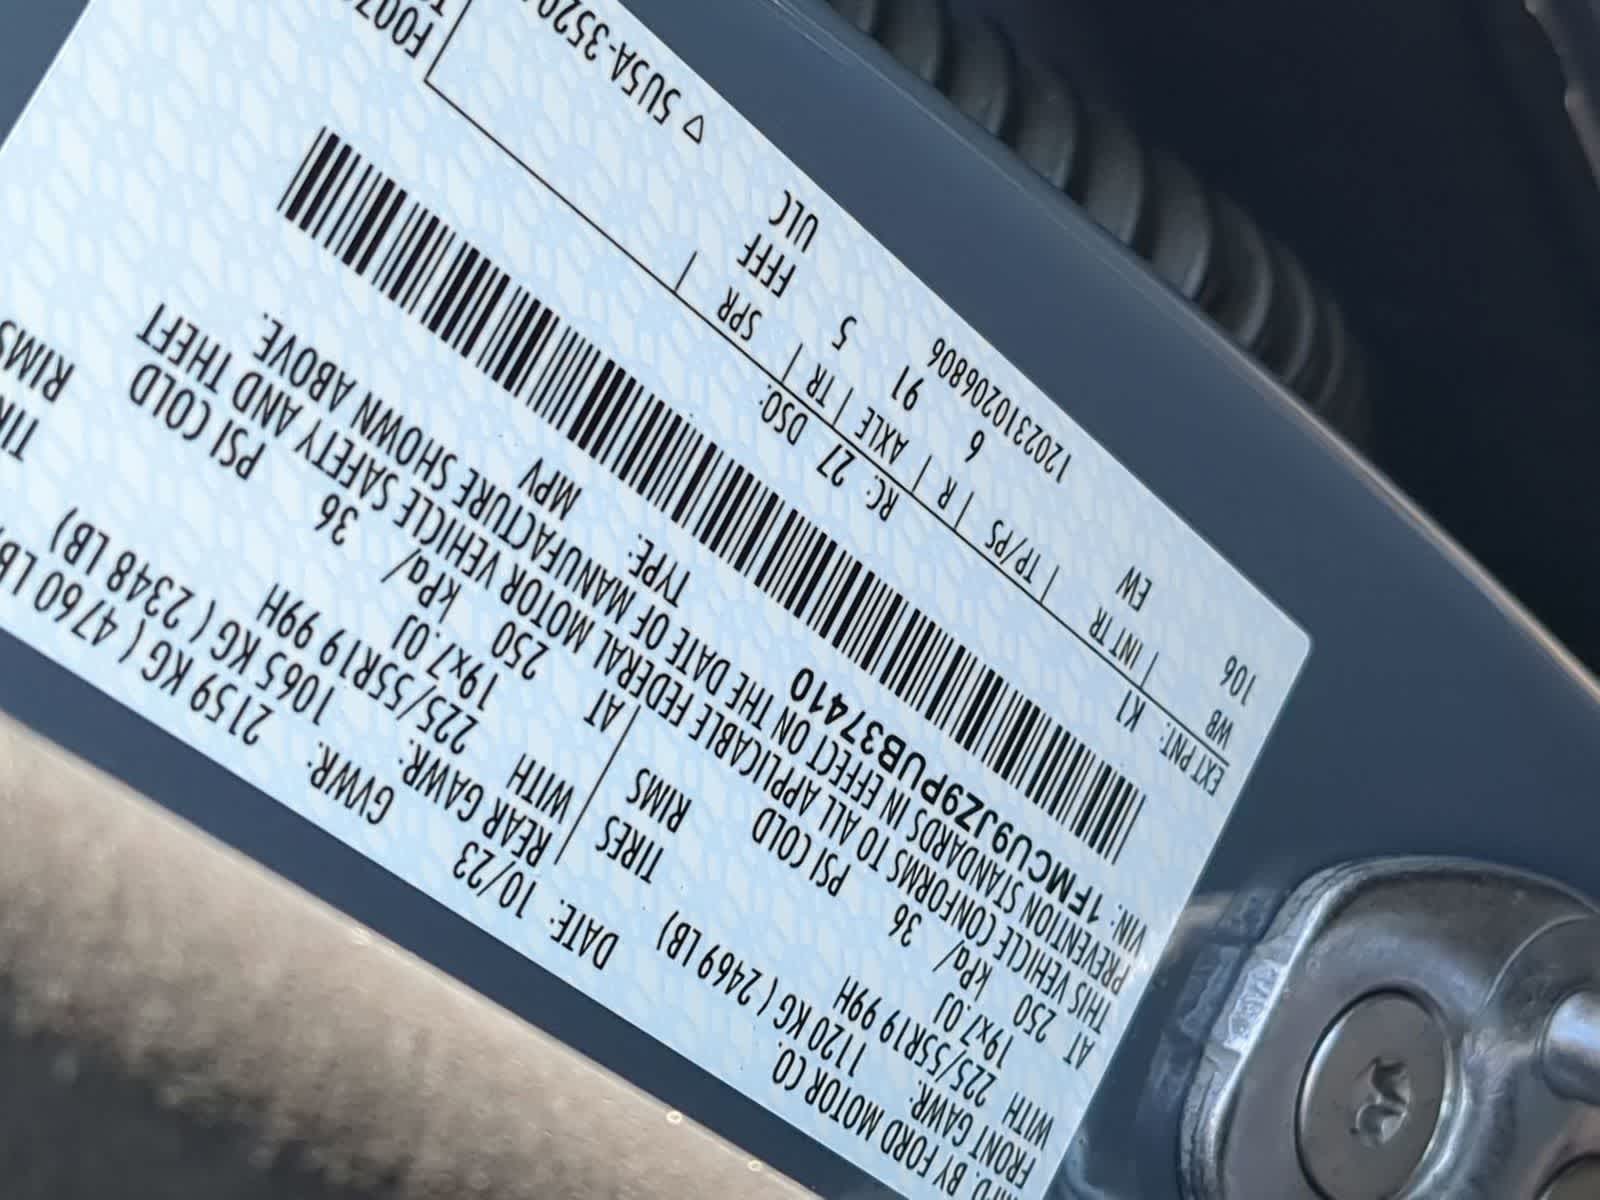 MFD. BY FORD MOTOR CO.
DATE: 10/23 GVWR: 2159 KG ( 4760 LB)
FRONT GAWR: 1120 KG ( 2469 LB) REAR GAWR: 1065 KG ( 2348 LB)
WITH 225/55R19 99H TIRES WITH 225/55R19 99H
19x7.0J RIMS 19x7.0J RIMS
AT 250 kPa/ 36 PSI COLD AT 250 kPa/ 36 PSI COLD
THIS VEHICLE CONFORMS TO ALL APPLICABLE FEDERAL MOTOR VEHICLE SAFETY AND THEFT
PREVENTION STANDARDS IN EFFECT ON THE DATE OF MANUFACTURE SHOWN ABOVE.
VIN: 1FMCU9JZ9PUB37410 TYPE: MPV
EXT PNT: K1 RC: 27 DSO: F007
WB INT TR TP/PS R AXLE TR SPR
106 EW 6 91 5 FFFF
1202310206806 ULC
▽ 5U5A-3520